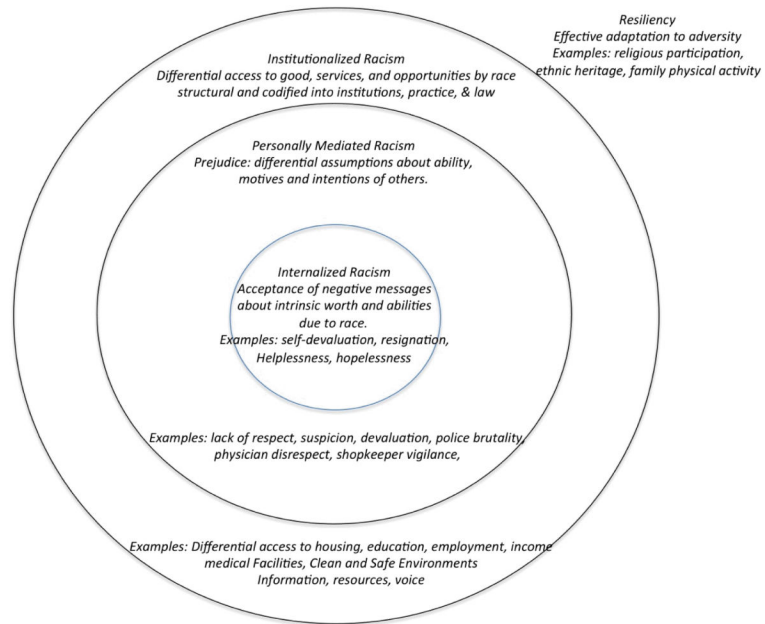 Resiliency
Effective adaptation to adversity
Examples: religious participation,
ethnic heritage, family physical activity
Institutionalized Racism
Differential access to good, services, and opportunities by race
structural and codified into institutions, practice, & law
Personally Mediated Racism
Prejudice: differential assumptions about ability,
motives and intentions of others.
Internalized Racism
Acceptance of negative messages
about intrinsic worth and abilities
due to race.
Examples: self-devaluation, resignation,
Helplessness, hopelessness
Examples: lack of respect, suspicion, devaluation, police brutality,
physician disrespect, shopkeeper vigilance,
Examples: Differential access to housing, education, employment, income
medical Facilities, Clean and Safe Environments
Information, resources, voice